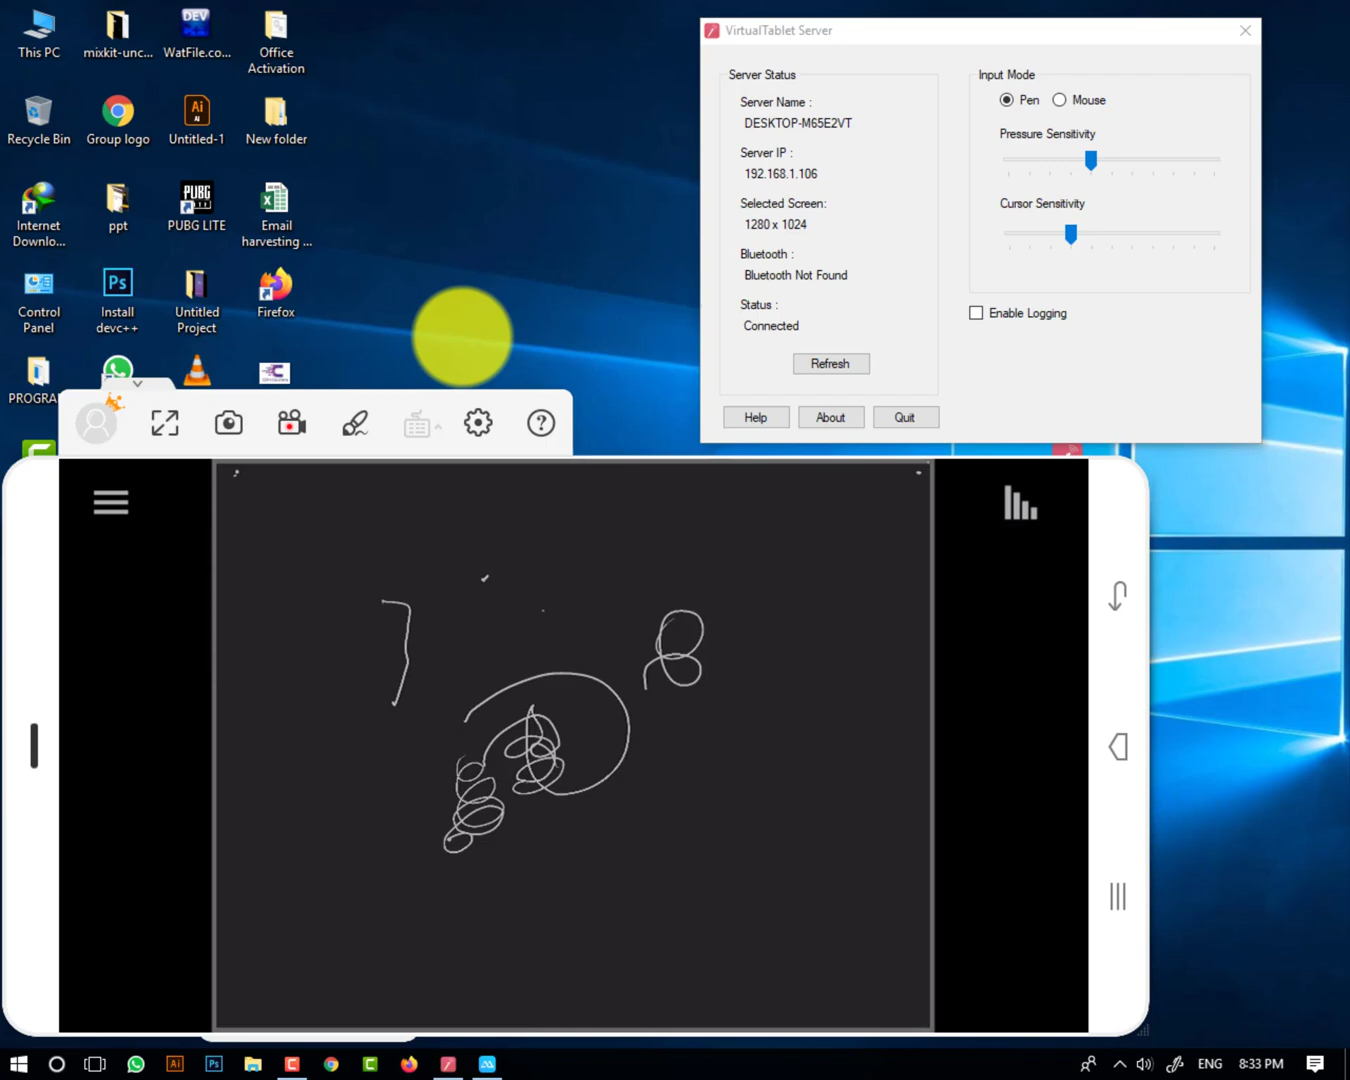 This PC
mixkit-unc...
WatFile.co...
Office
Activation
Recycle Bin
Group logo
Untitled-1
New folder
Internet
Downlo...
ppt
PUBG LITE
Email
harvesting ...
Control
Panel
Install
devc++
Untitled
Project
Firefox
PROGRA
VirtualTablet Server
Server Status
Server Name :
DESKTOP-M65E2VT
Server IP :
192.168.1.106
Selected Screen:
1280 x 1024
Bluetooth :
Bluetooth Not Found
Status :
Connected
Refresh
Help
About
Quit
Input Mode
Pen
Mouse
Pressure Sensitivity
Cursor Sensitivity
Enable Logging
7
8
ENG
8:33 PM